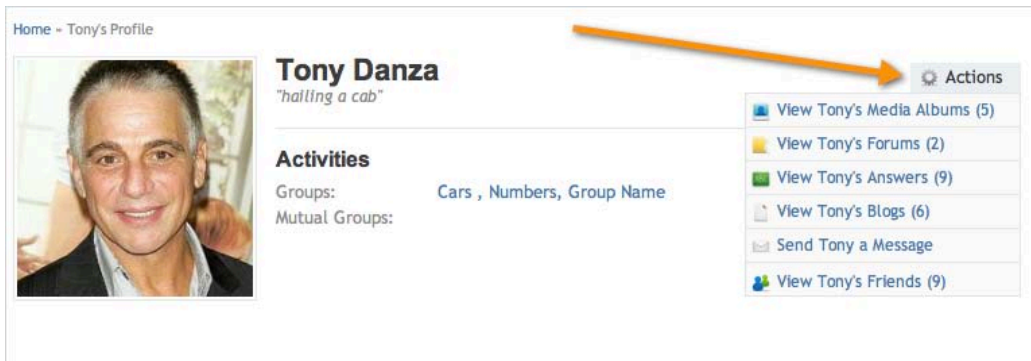 Home - Tony's Profile
Tony Danza
"hailing a cab"
Actions
View Tony's Media Albums (5)
View Tony's Forums (2)
View Tony's Answers (9)
View Tony's Blogs (6)
Send Tony a Message
View Tony's Friends (9)
Activities
Groups: Cars , Numbers, Group Name
Mutual Groups: